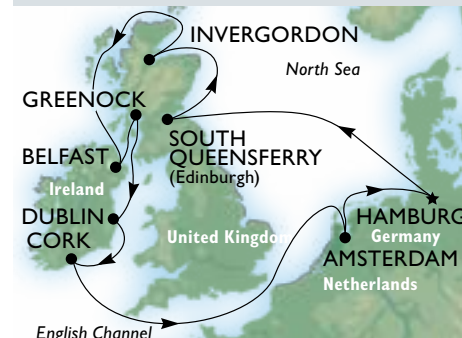 INVERGORDON
North Sea
GREENOCK
SOUTH
QUEENSFERRY
(Edinburgh)
BELFAST
Ireland
DUBLIN
CORK
United Kingdom
HAMBURG
Germany
AMSTERDAM
Netherlands
English Channel